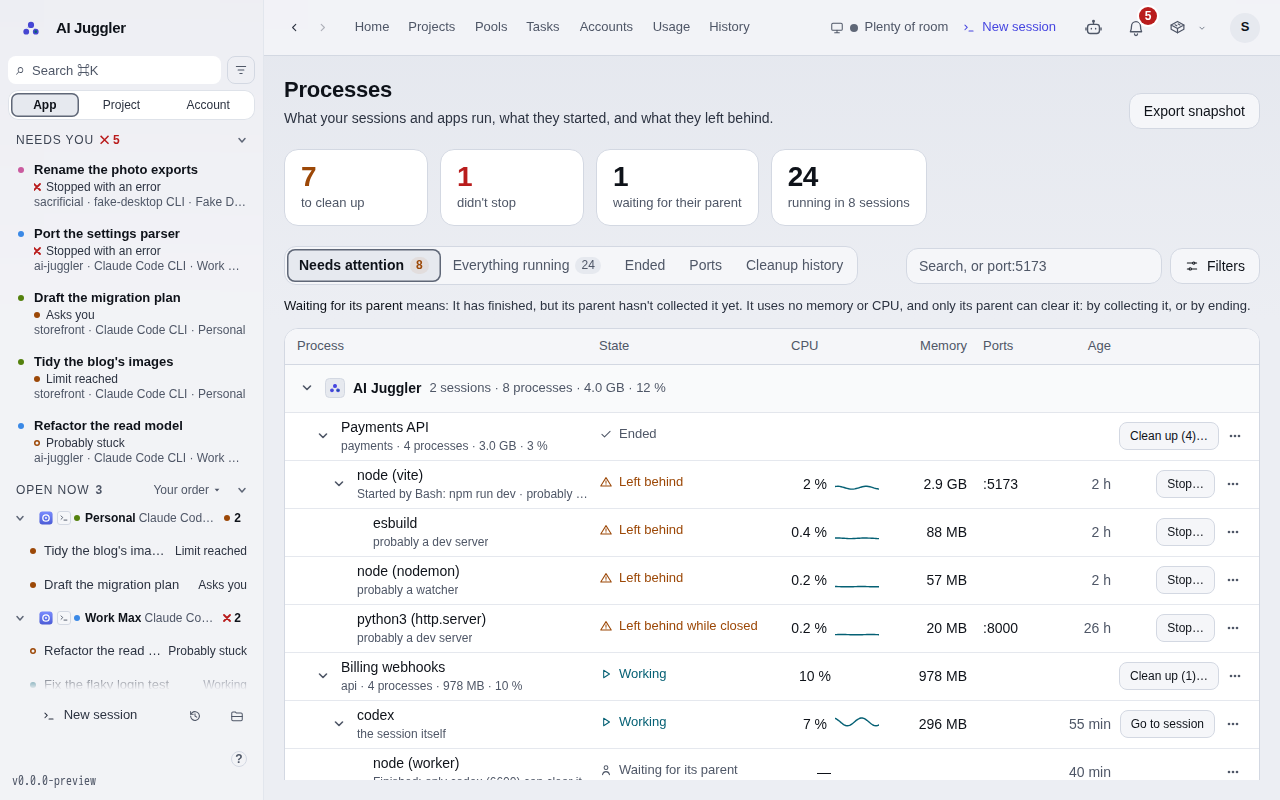 AI Juggler
Home Projects Pools Tasks Accounts Usage History
Plenty of room
New session
5
S
Search ⌘K
App Project Account
NEEDS YOU 5
Rename the photo exports
Stopped with an error
sacrificial · fake-desktop CLI · Fake D…
Port the settings parser
Stopped with an error
ai-juggler · Claude Code CLI · Work …
Draft the migration plan
Asks you
storefront · Claude Code CLI · Personal
Tidy the blog's images
Limit reached
storefront · Claude Code CLI · Personal
Refactor the read model
Probably stuck
ai-juggler · Claude Code CLI · Work …
OPEN NOW 3 Your order
Personal Claude Cod… 2
Tidy the blog's ima… Limit reached
Draft the migration plan Asks you
Work Max Claude Co… 2
Refactor the read … Probably stuck
Fix the flaky login test Working
New session
?
v0.0.0-preview
Processes
What your sessions and apps run, what they started, and what they left behind.
Export snapshot
7
to clean up
1
didn't stop
1
waiting for their parent
24
running in 8 sessions
Needs attention 8 Everything running 24 Ended Ports Cleanup history
Search, or port:5173
Filters
Waiting for its parent means: It has finished, but its parent hasn't collected it yet. It uses no memory or CPU, and only its parent can clear it: by collecting it, or by ending.
Process State CPU Memory Ports Age
AI Juggler 2 sessions · 8 processes · 4.0 GB · 12 %
Payments API
payments · 4 processes · 3.0 GB · 3 %
Ended
Clean up (4)…
node (vite)
Started by Bash: npm run dev · probably …
Left behind 2 % 2.9 GB :5173 2 h Stop…
esbuild
probably a dev server
Left behind 0.4 % 88 MB 2 h Stop…
node (nodemon)
probably a watcher
Left behind 0.2 % 57 MB 2 h Stop…
python3 (http.server)
probably a dev server
Left behind while closed 0.2 % 20 MB :8000 26 h Stop…
Billing webhooks
api · 4 processes · 978 MB · 10 %
Working 10 % 978 MB Clean up (1)…
codex
the session itself
Working 7 % 296 MB 55 min Go to session
node (worker)
Finished: only codex (6600) can clear it
Waiting for its parent — 40 min